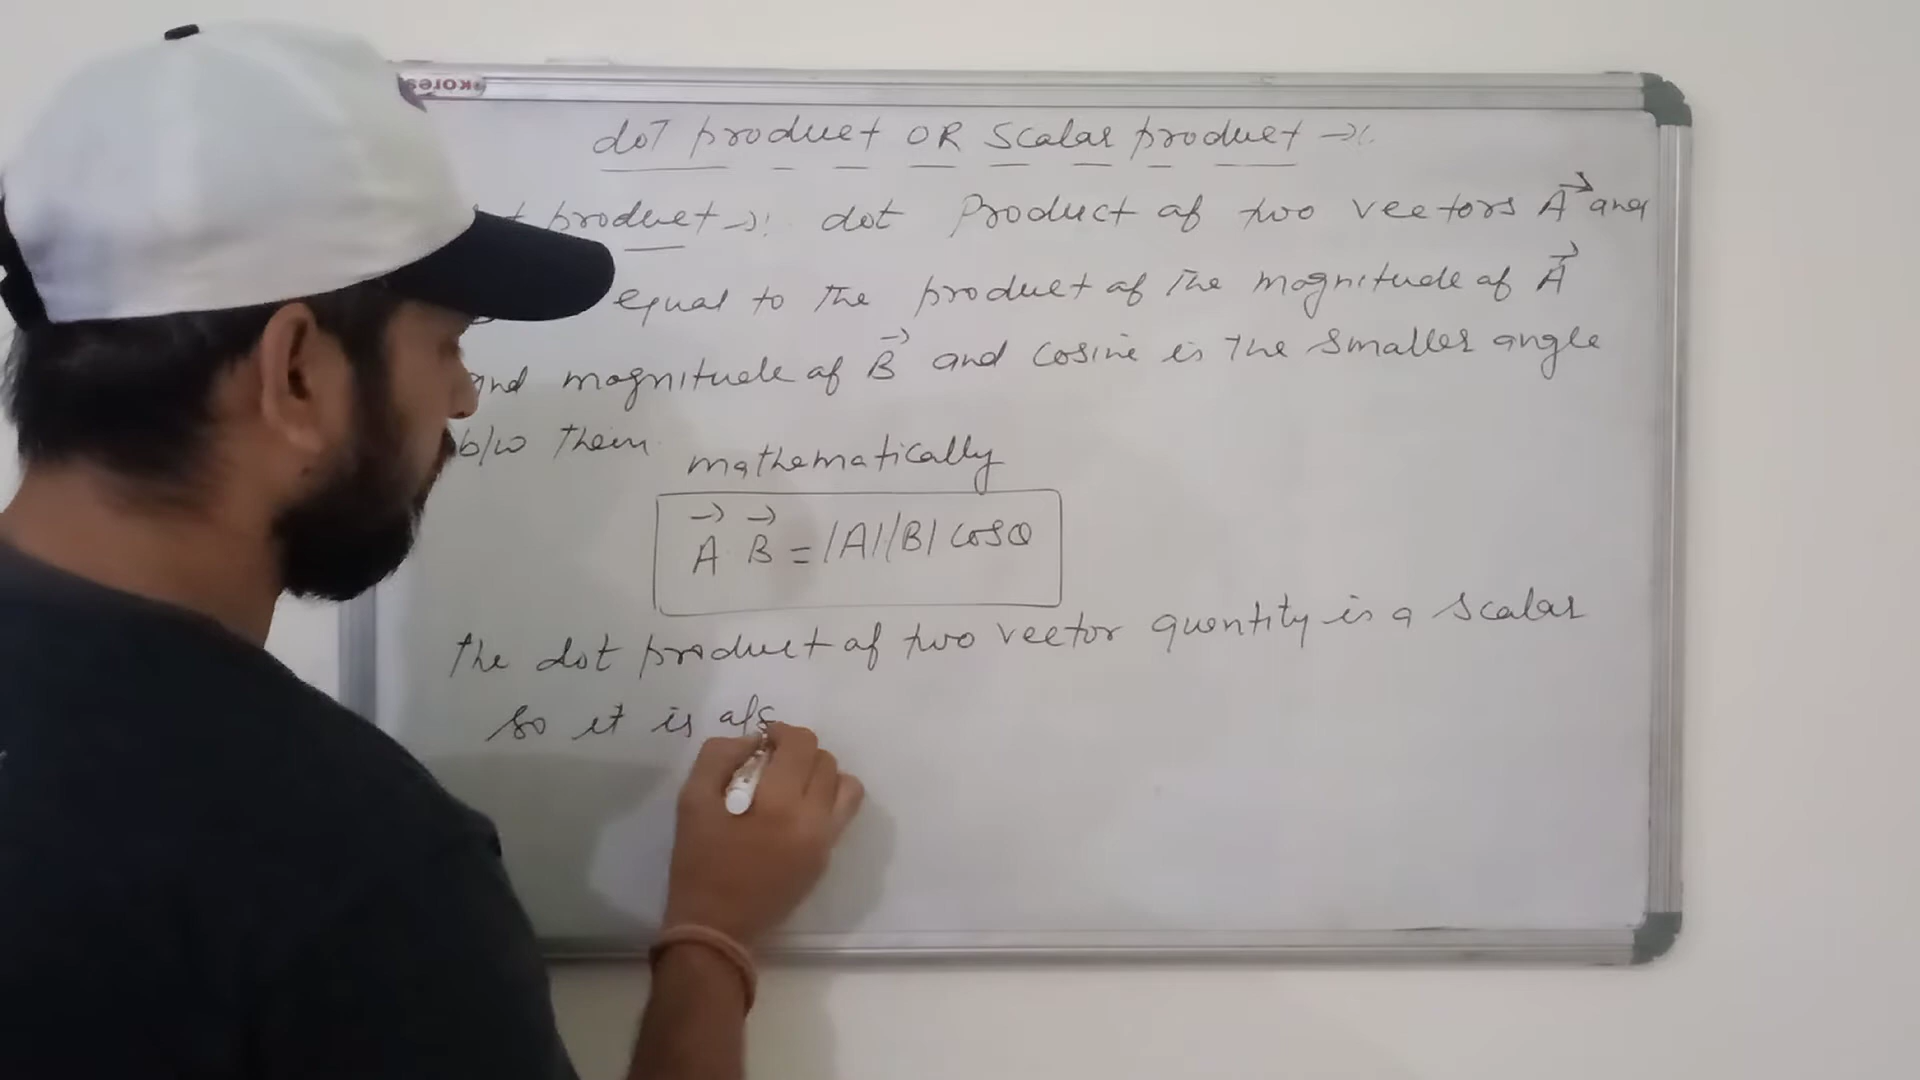 kores
dot product OR Scalar product →:
product →: dot Product of two vectors A⃗ and
equal to the product of the magnitude of A⃗
and magnitude of B⃗ and cosine is the smaller angle
b/w them
mathematically
A⃗ B⃗ = |A||B| cosθ
the dot product of two vector quantity is a scalar
so it is als